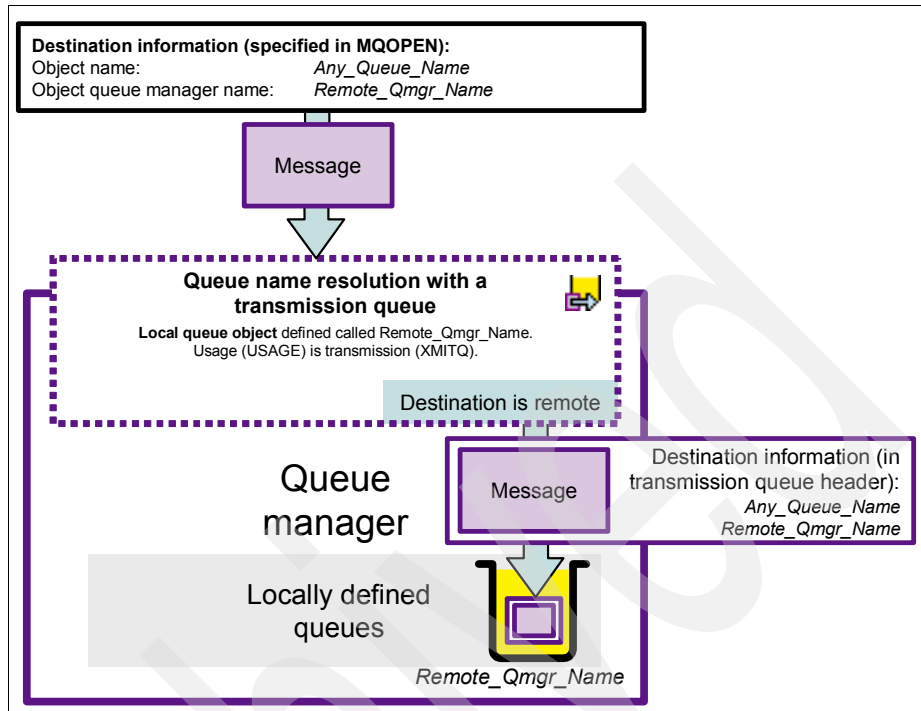 Destination information (specified in MQOPEN):
Object name: Any_Queue_Name
Object queue manager name: Remote_Qmgr_Name
Message
Queue name resolution with a
transmission queue
Local queue object defined called Remote_Qmgr_Name.
Usage (USAGE) is transmission (XMITQ).
Destination is remote
Queue
manager
Message
Destination information (in
transmission queue header):
Any_Queue_Name
Remote_Qmgr_Name
Locally defined
queues
Remote_Qmgr_Name